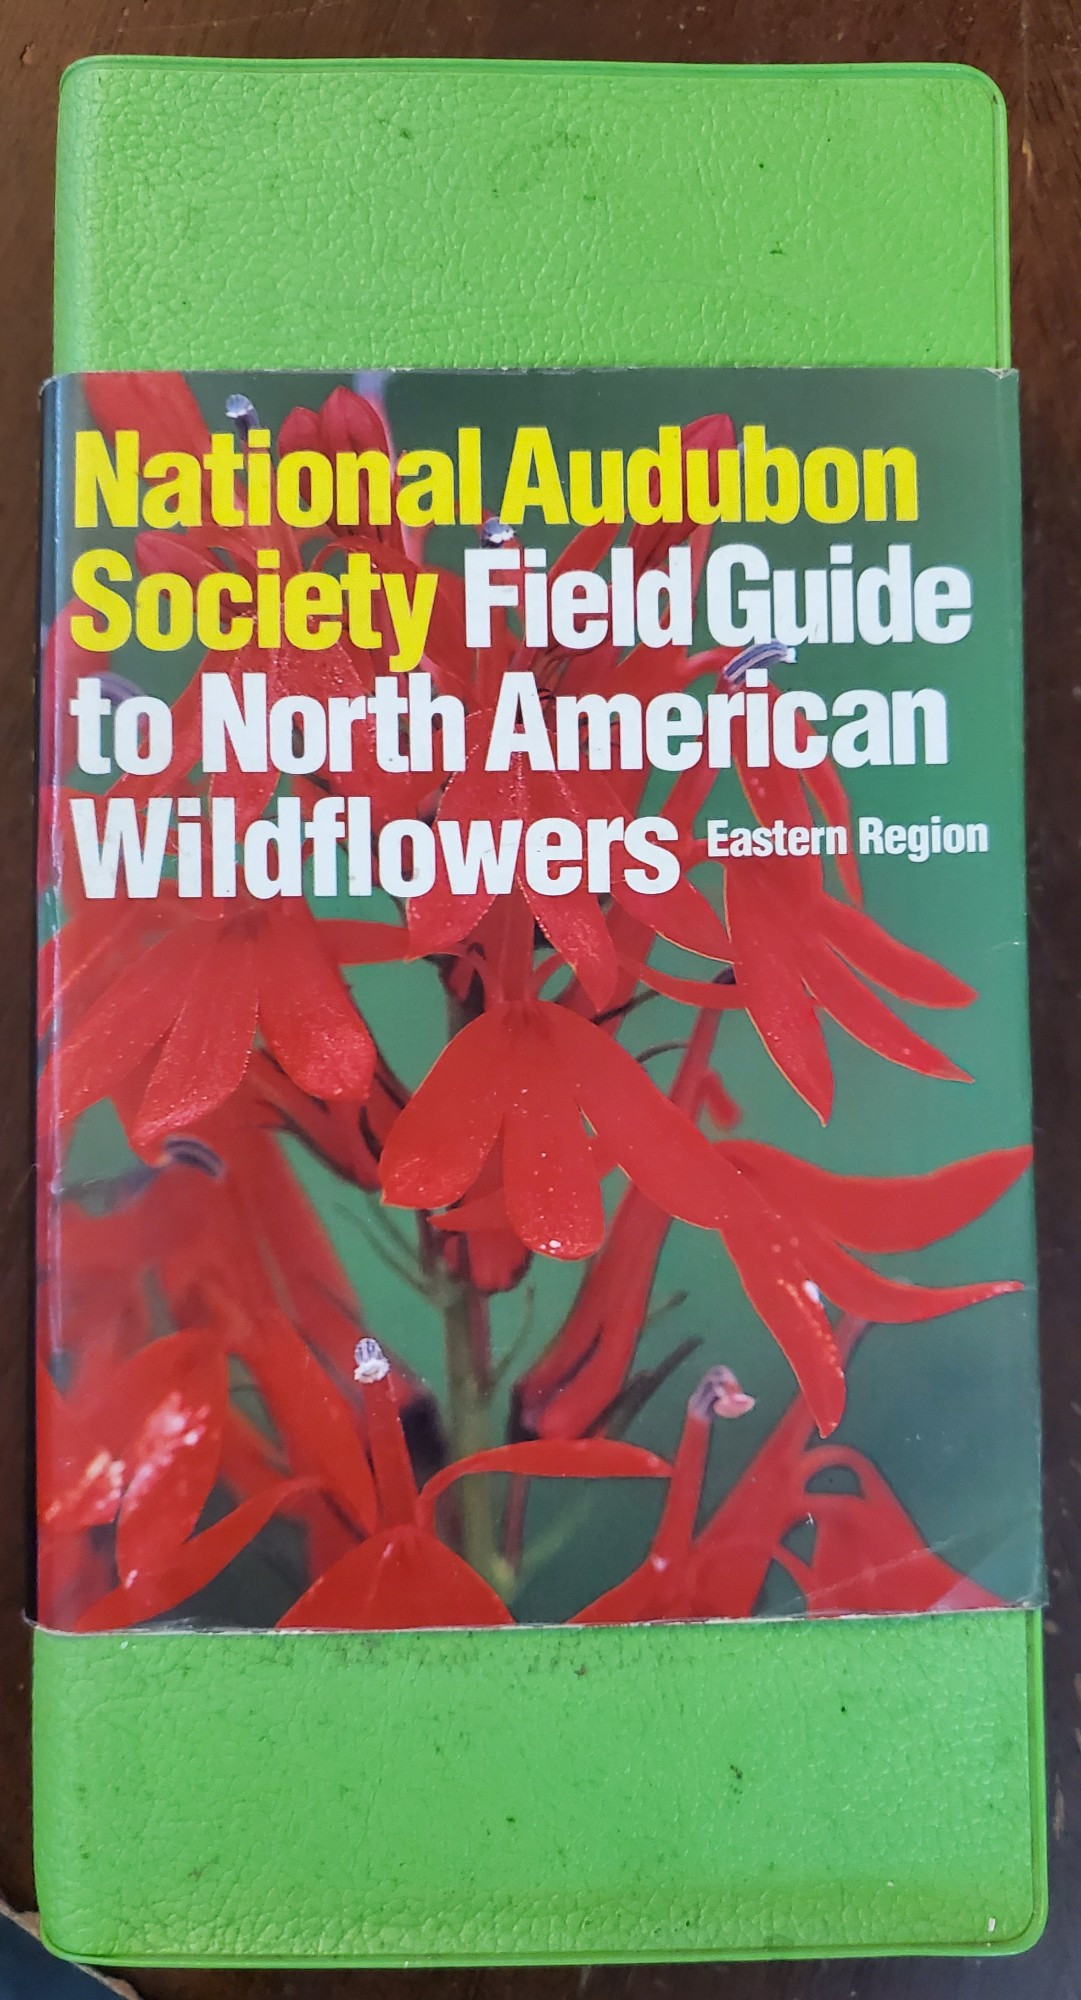 National Audubon
Society Field Guide
to North American
Wildflowers Eastern Region